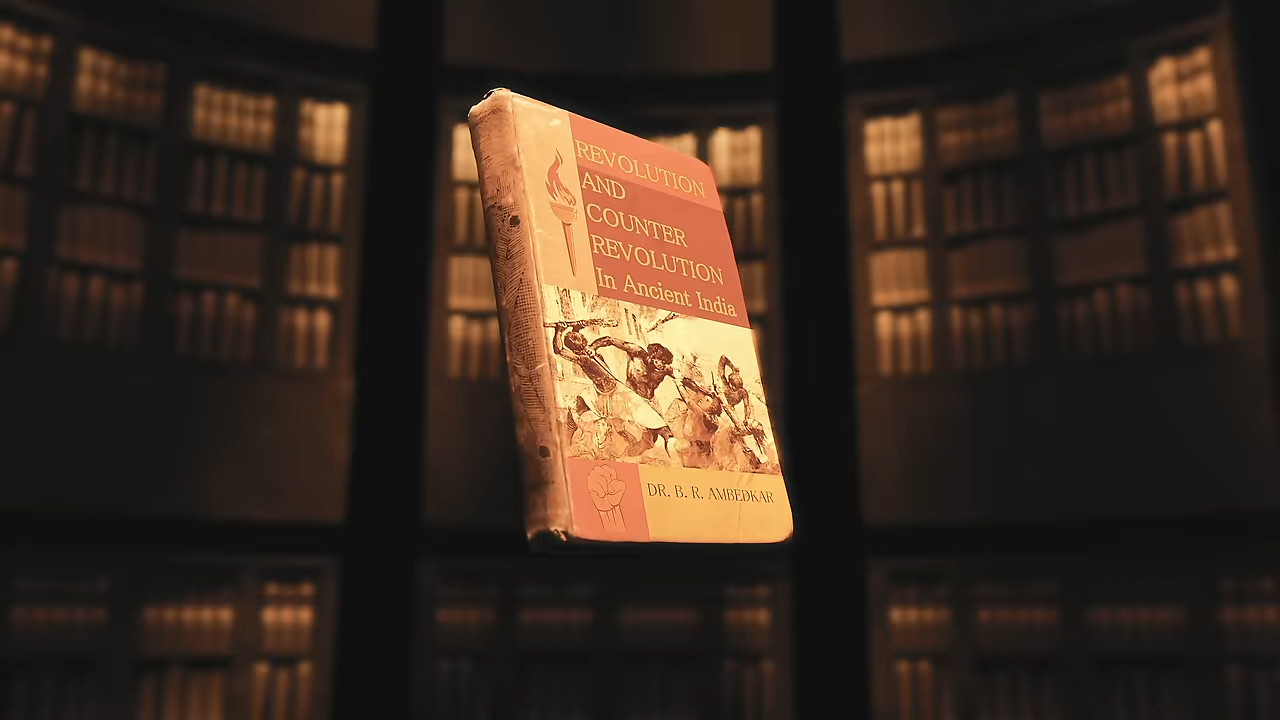 REVOLUTION
AND
COUNTER
REVOLUTION
In Ancient India
DR. B. R. AMBEDKAR